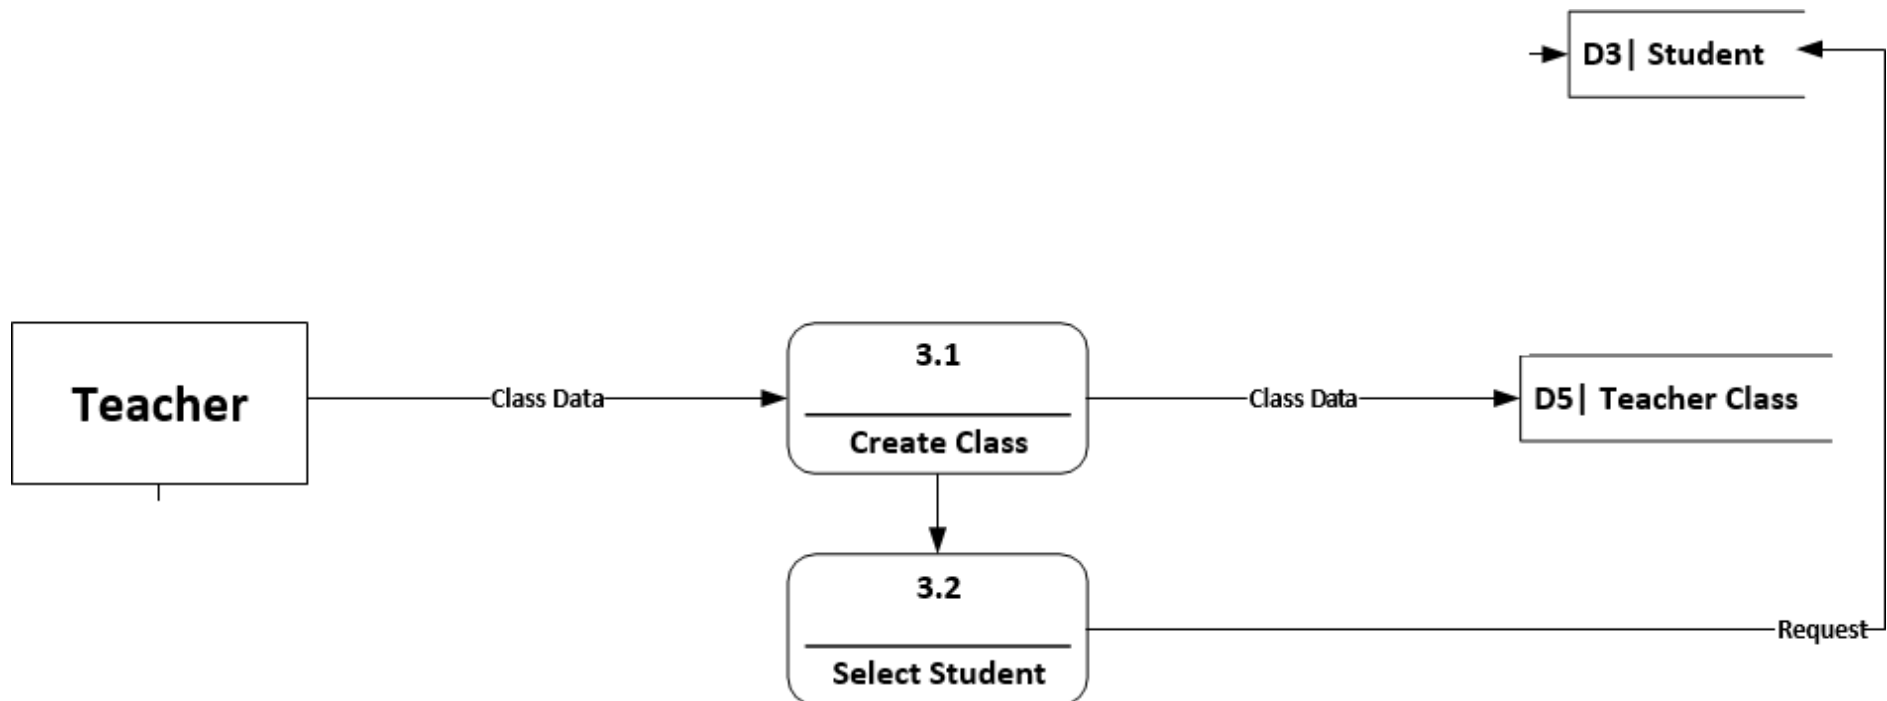 D3| Student
3.1
Teacher
Class Data
Class Data
D5| Teacher Class
Create Class
3.2
Request
Select Student